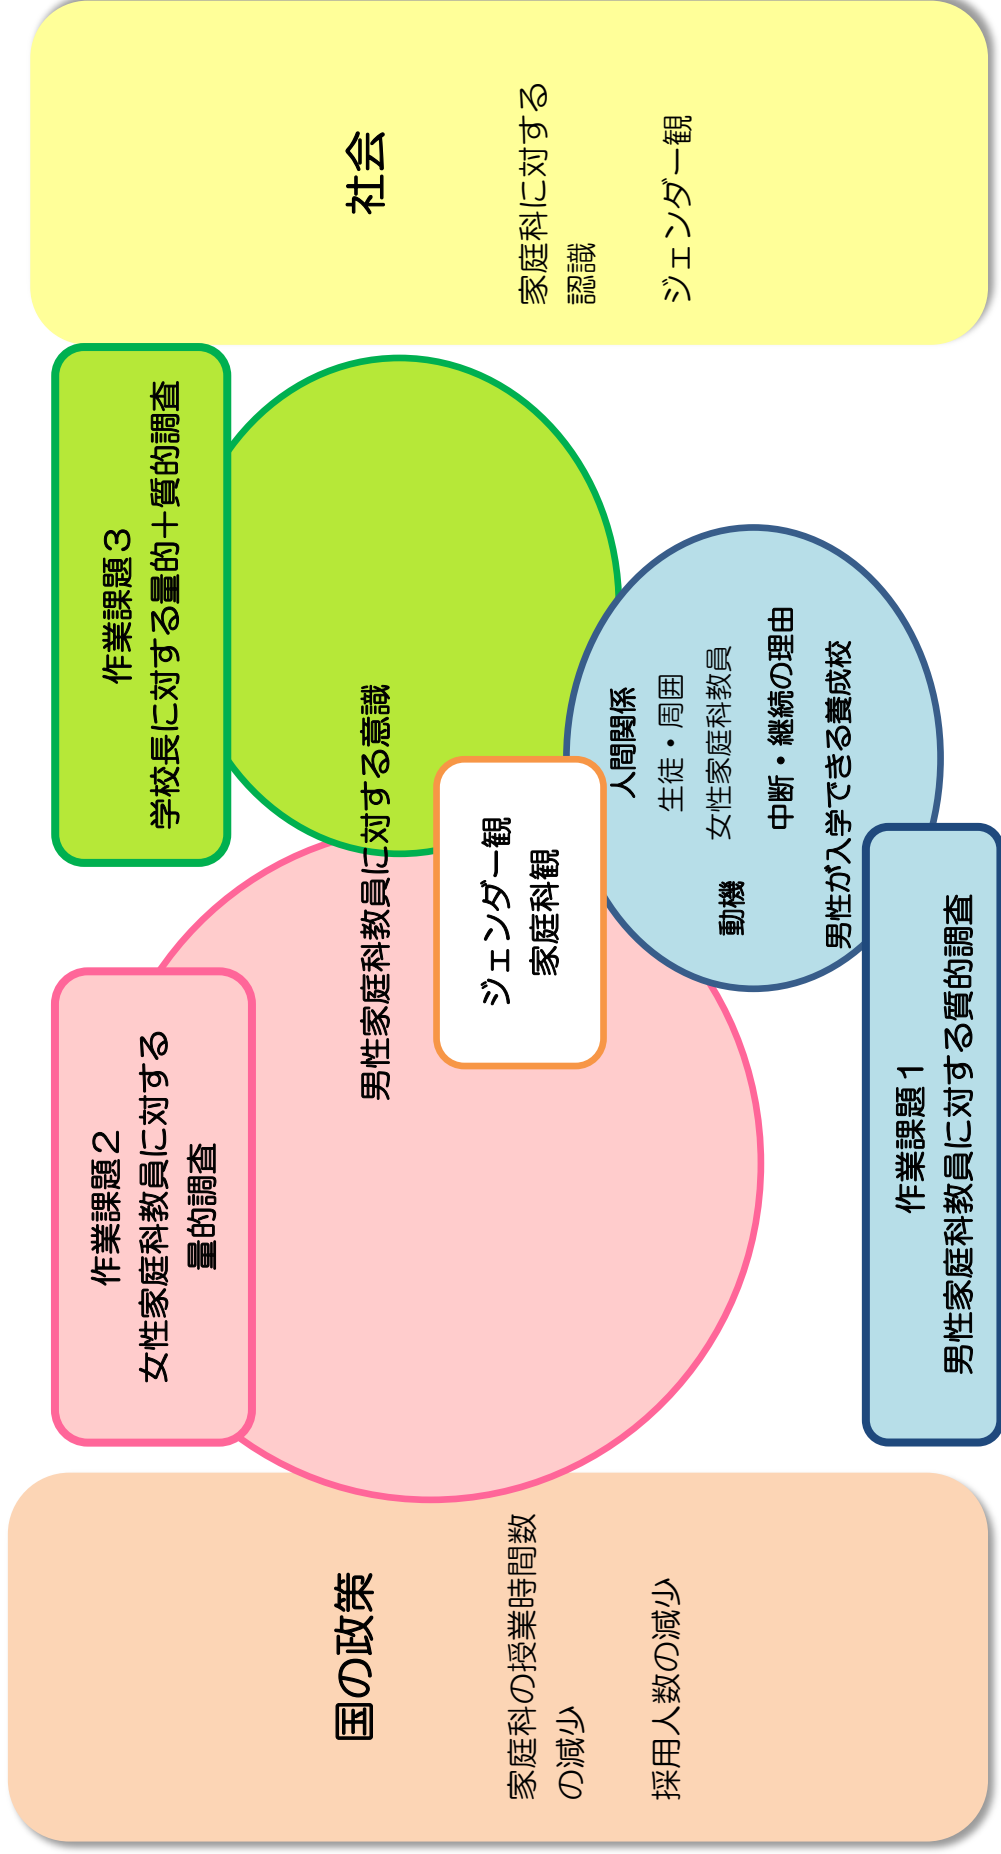 国の政策
家庭科の授業時間数
の減少
採用人数の減少
作業課題２
女性家庭科教員に対する
量的調査
作業課題３
学校長に対する量的＋質的調査
男性家庭科教員に対する意識
ジェンダー観
家庭科観
人間関係
生徒・周囲
女性家庭科教員
動機
中断・継続の理由
男性が入学できる養成校
作業課題１
男性家庭科教員に対する質的調査
社会
家庭科に対する
認識
ジェンダー観